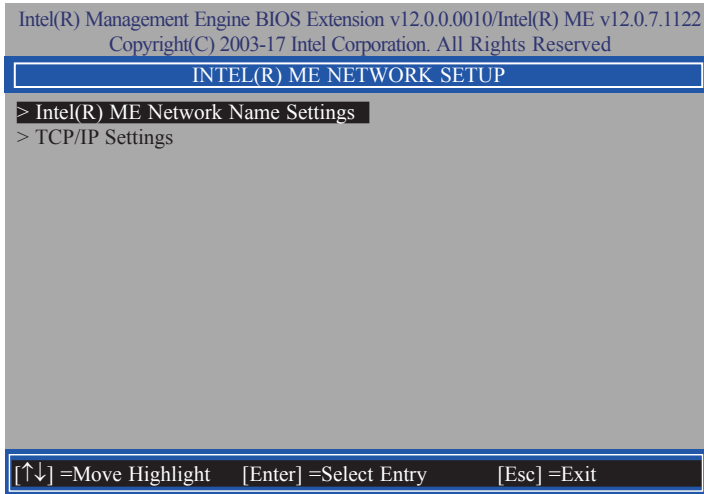 Intel(R) Management Engine BIOS Extension v12.0.0.0010/Intel(R) ME v12.0.7.1122
Copyright(C) 2003-17 Intel Corporation. All Rights Reserved
INTEL(R) ME NETWORK SETUP
> Intel(R) ME Network Name Settings
> TCP/IP Settings
[↑↓] =Move Highlight [Enter] =Select Entry [Esc] =Exit